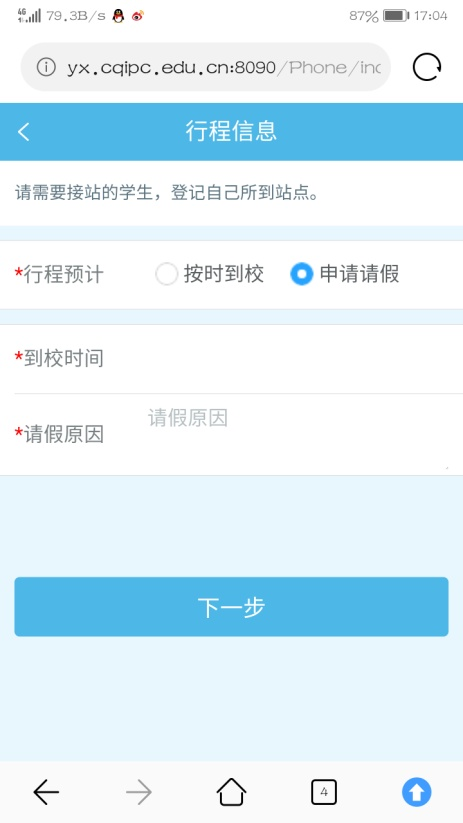 4G 79.3B/s 87% 17:04
yx.cqipc.edu.cn:8090/Phone/inc
行程信息
请需要接站的学生，登记自己所到站点。
*行程预计 按时到校 申请请假
*到校时间
请假原因
*请假原因
下一步
4